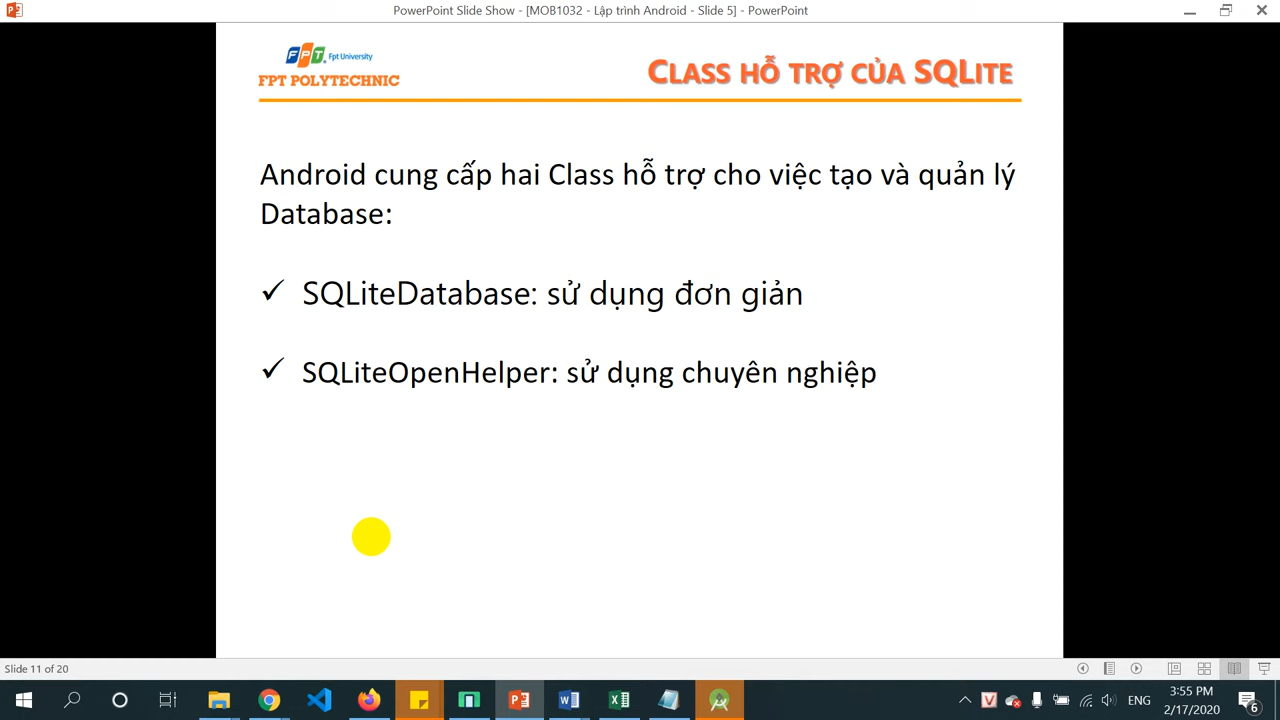 PowerPoint Slide Show - [MOB1032 - Lập trình Android - Slide 5] - PowerPoint
FPT Fpt University
FPT POLYTECHNIC
CLASS HỖ TRỢ CỦA SQLITE
Android cung cấp hai Class hỗ trợ cho việc tạo và quản lý
Database:
✓ SQLiteDatabase: sử dụng đơn giản
✓ SQLiteOpenHelper: sử dụng chuyên nghiệp
Slide 11 of 20
ENG
3:55 PM
2/17/2020
6